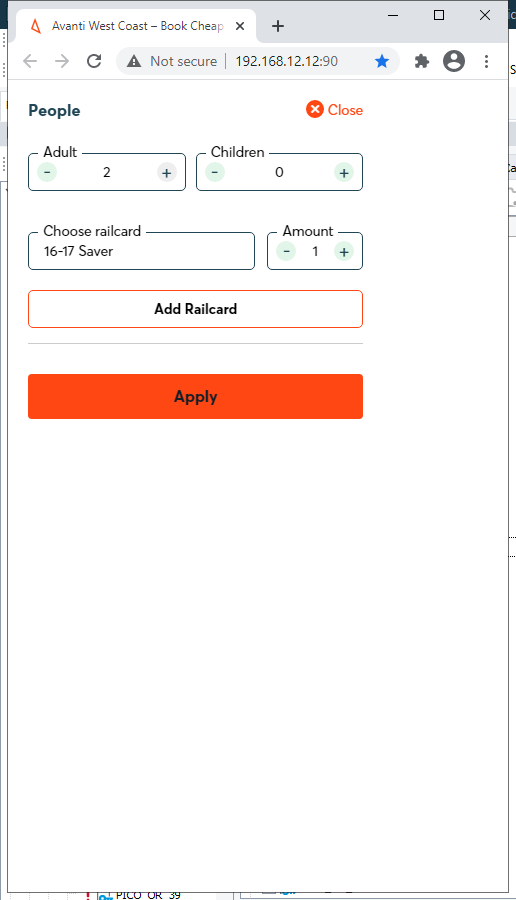 Avanti West Coast – Book Cheap
Not secure
192.168.12.12:90
People
Close
Adult
Children
- 2 +
- 0 +
Choose railcard
Amount
16-17 Saver
- 1 +
Add Railcard
Apply
PICO_OR_39